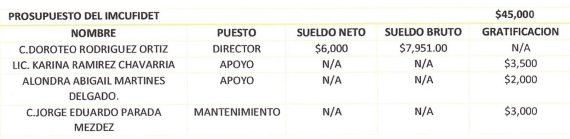 PROSUPUESTO DEL IMCUFIDET $45,000
NOMBRE PUESTO SUELDO NETO SUELDO BRUTO GRATIFICACION
C.DOROTEO RODRIGUEZ ORTIZ DIRECTOR $6,000 $7,951.00 N/A
LIC. KARINA RAMIREZ CHAVARRIA APOYO N/A N/A $3,500
ALONDRA ABIGAIL MARTINES APOYO N/A N/A $2,000
DELGADO.
C.JORGE EDUARDO PARADA MANTENIMIENTO N/A N/A $3,000
MEZDEZ